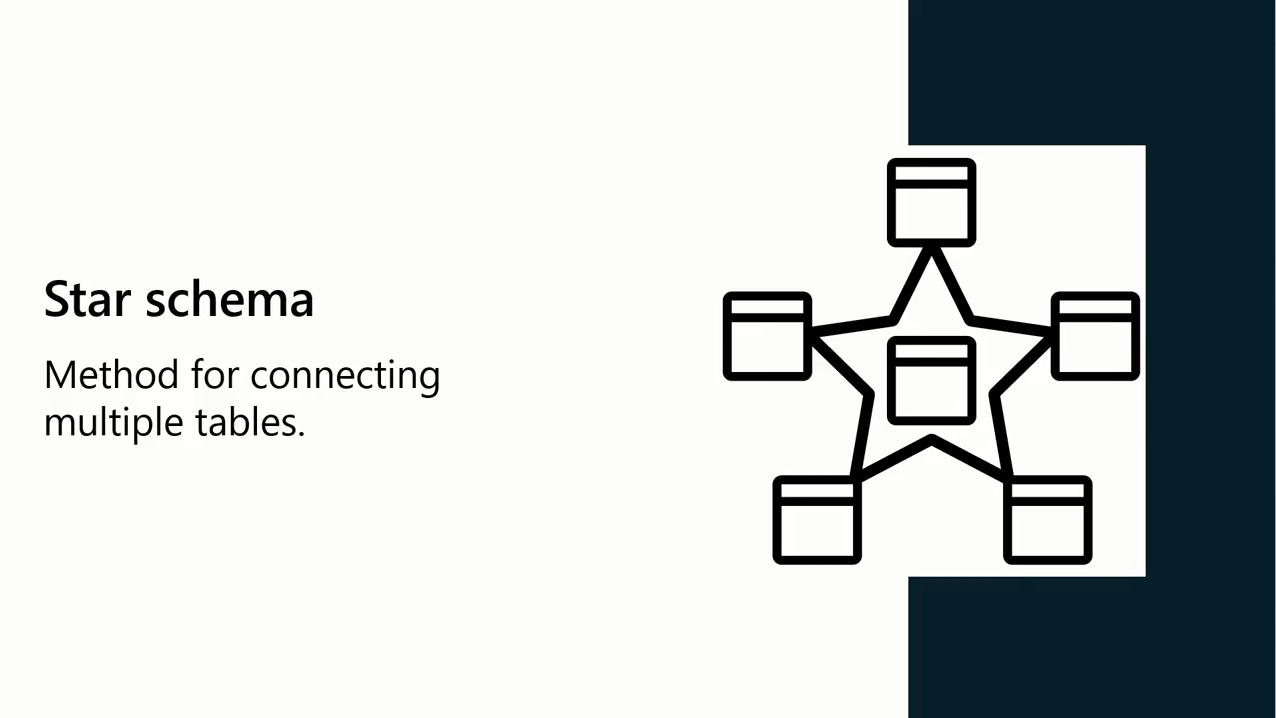 Star schema
Method for connecting
multiple tables.